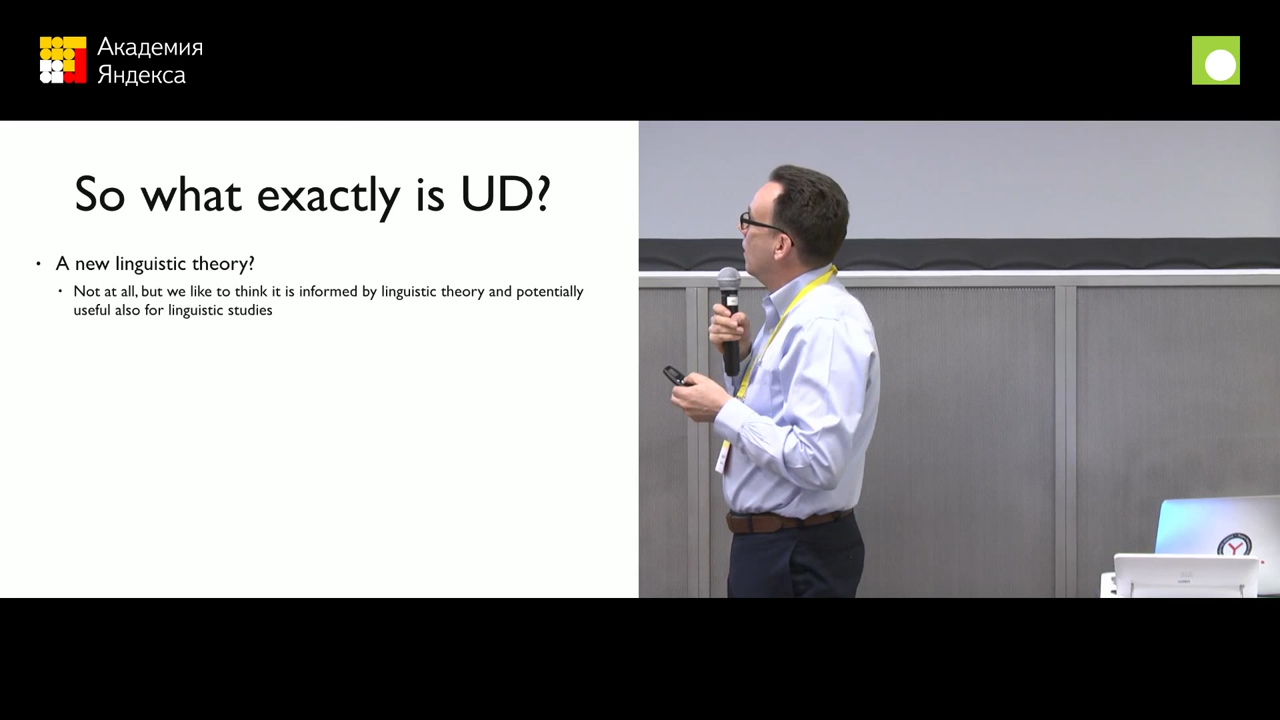 Академия
Яндекса
So what exactly is UD?
• A new linguistic theory?
• Not at all, but we like to think it is informed by linguistic theory and potentially
useful also for linguistic studies